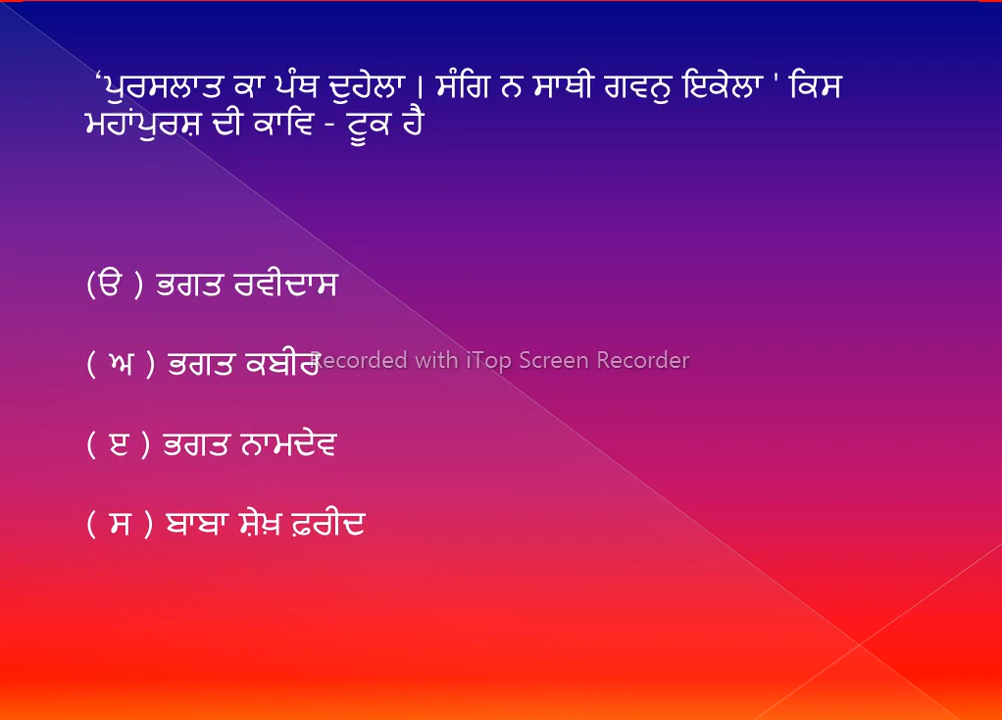 ‘ਪੁਰਸਲਾਤ ਕਾ ਪੰਥ ਦੁਹੇਲਾ । ਸੰਗਿ ਨ ਸਾਥੀ ਗਵਨੁ ਇਕੇਲਾ ' ਕਿਸ
ਮਹਾਂਪੁਰਸ਼ ਦੀ ਕਾਵਿ - ਟੂਕ ਹੈ
(ੳ ) ਭਗਤ ਰਵੀਦਾਸ
( ਅ ) ਭਗਤ ਕਬੀਰ
Recorded with iTop Screen Recorder
( ੲ ) ਭਗਤ ਨਾਮਦੇਵ
( ਸ ) ਬਾਬਾ ਸ਼ੇਖ਼ ਫ਼ਰੀਦ